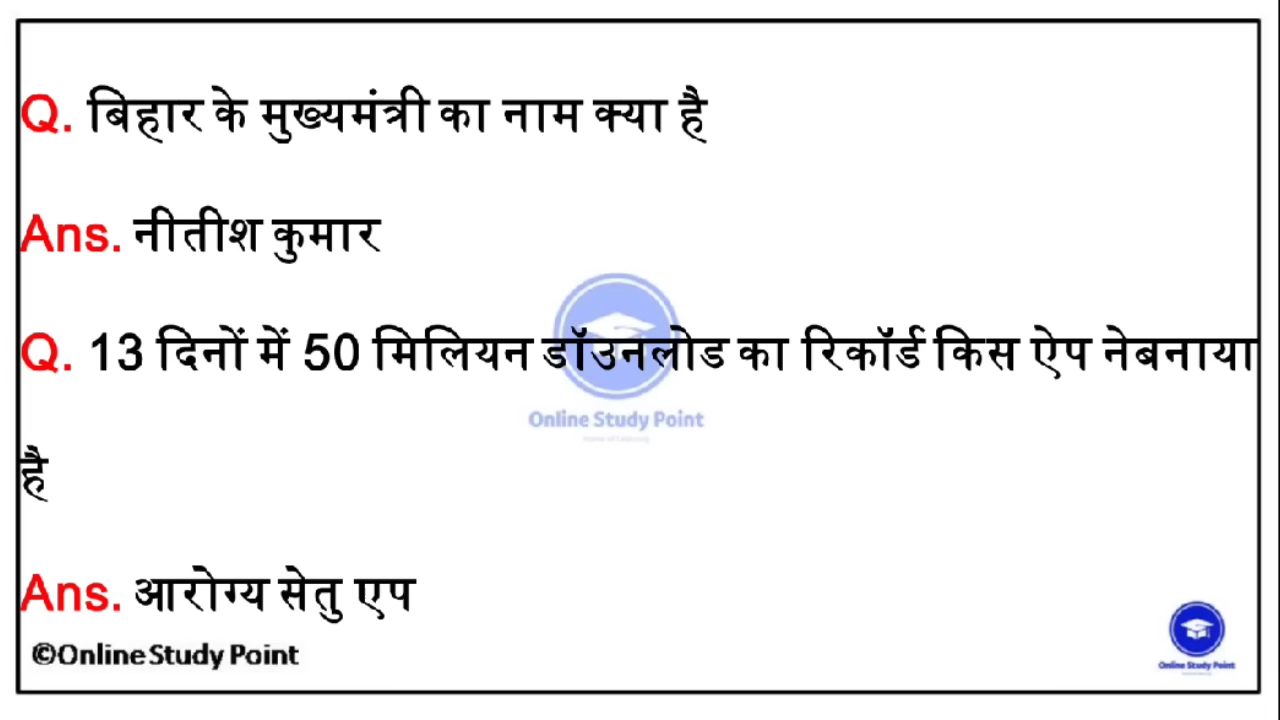 Q. बिहार के मुख्यमंत्री का नाम क्या है
Ans. नीतीश कुमार
Q. 13 दिनों में 50 मिलियन डॉउनलोड का रिकॉर्ड किस ऐप नेबनाया
है
Online Study Point
Ans. आरोग्य सेतु एप
©Online Study Point
Online Study Point